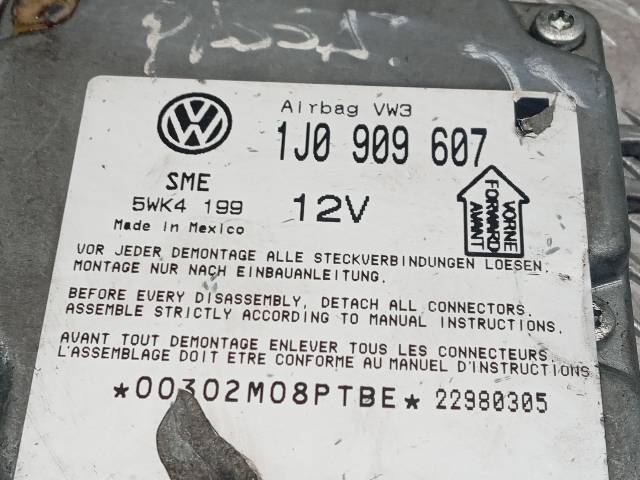 VW
Airbag VW3
1J0 909 607
SME
5WK4 199 12V
Made in Mexico
VORNE
FORWARD
AVANT
VOR JEDER DEMONTAGE ALLE STECKVERBINDUNGEN LOESEN.
MONTAGE NUR NACH EINBAUANLEITUNG.
BEFORE EVERY DISASSEMBLY, DETACH ALL CONNECTORS.
ASSEMBLE STRICTLY ACCORDING TO MANUAL INSTRUCTIONS.
AVANT TOUT DEMONTAGE ENLEVER TOUS LES CONNECTEURS.
L'ASSEMBLAGE DOIT ETRE CONFORME AU MANUEL D'INSTRUCTIONS
*00302M08PTBE* 22980305